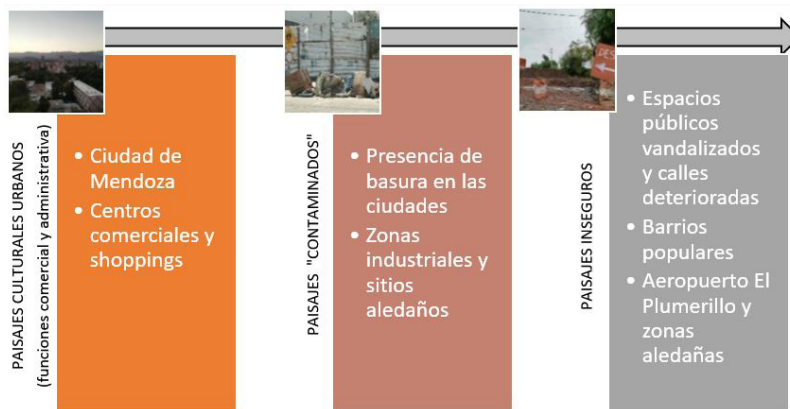 PAISAJES CULTURALES URBANOS
(funciones comercial y administrativa)
• Ciudad de
Mendoza
• Centros
comerciales y
shoppings
PAISAJES "CONTAMINADOS"
• Presencia de
basura en las
ciudades
• Zonas
industriales y
sitios
aledaños
PAISAJES INSEGUROS
• Espacios
públicos
vandalizados
y calles
deterioradas
• Barrios
populares
• Aeropuerto El
Plumerillo y
zonas
aledañas